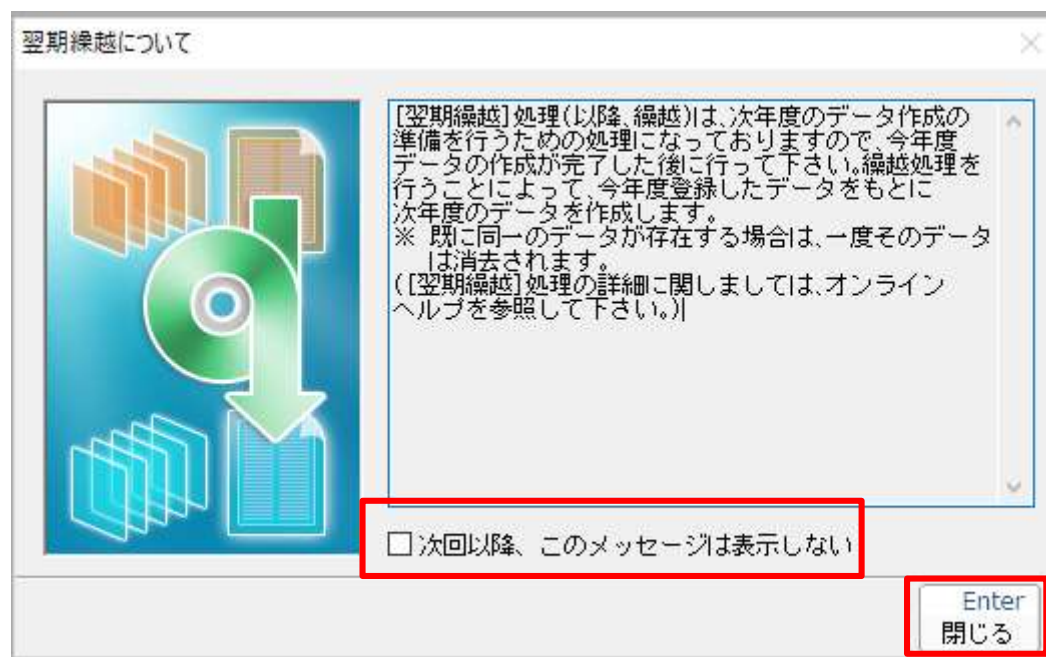 翌期繰越について
[翌期繰越]処理(以降、繰越)は、次年度のデータ作成の
準備を行うための処理になっておりますので、今年度
データの作成が完了した後に行って下さい。繰越処理を
行うことによって、今年度登録したデータをもとに
次年度のデータを作成します。
※ 既に同一のデータが存在する場合は、一度そのデータ
は消去されます。
([翌期繰越]処理の詳細に関しましては、オンライン
ヘルプを参照して下さい。)
次回以降、このメッセージは表示しない
Enter
閉じる